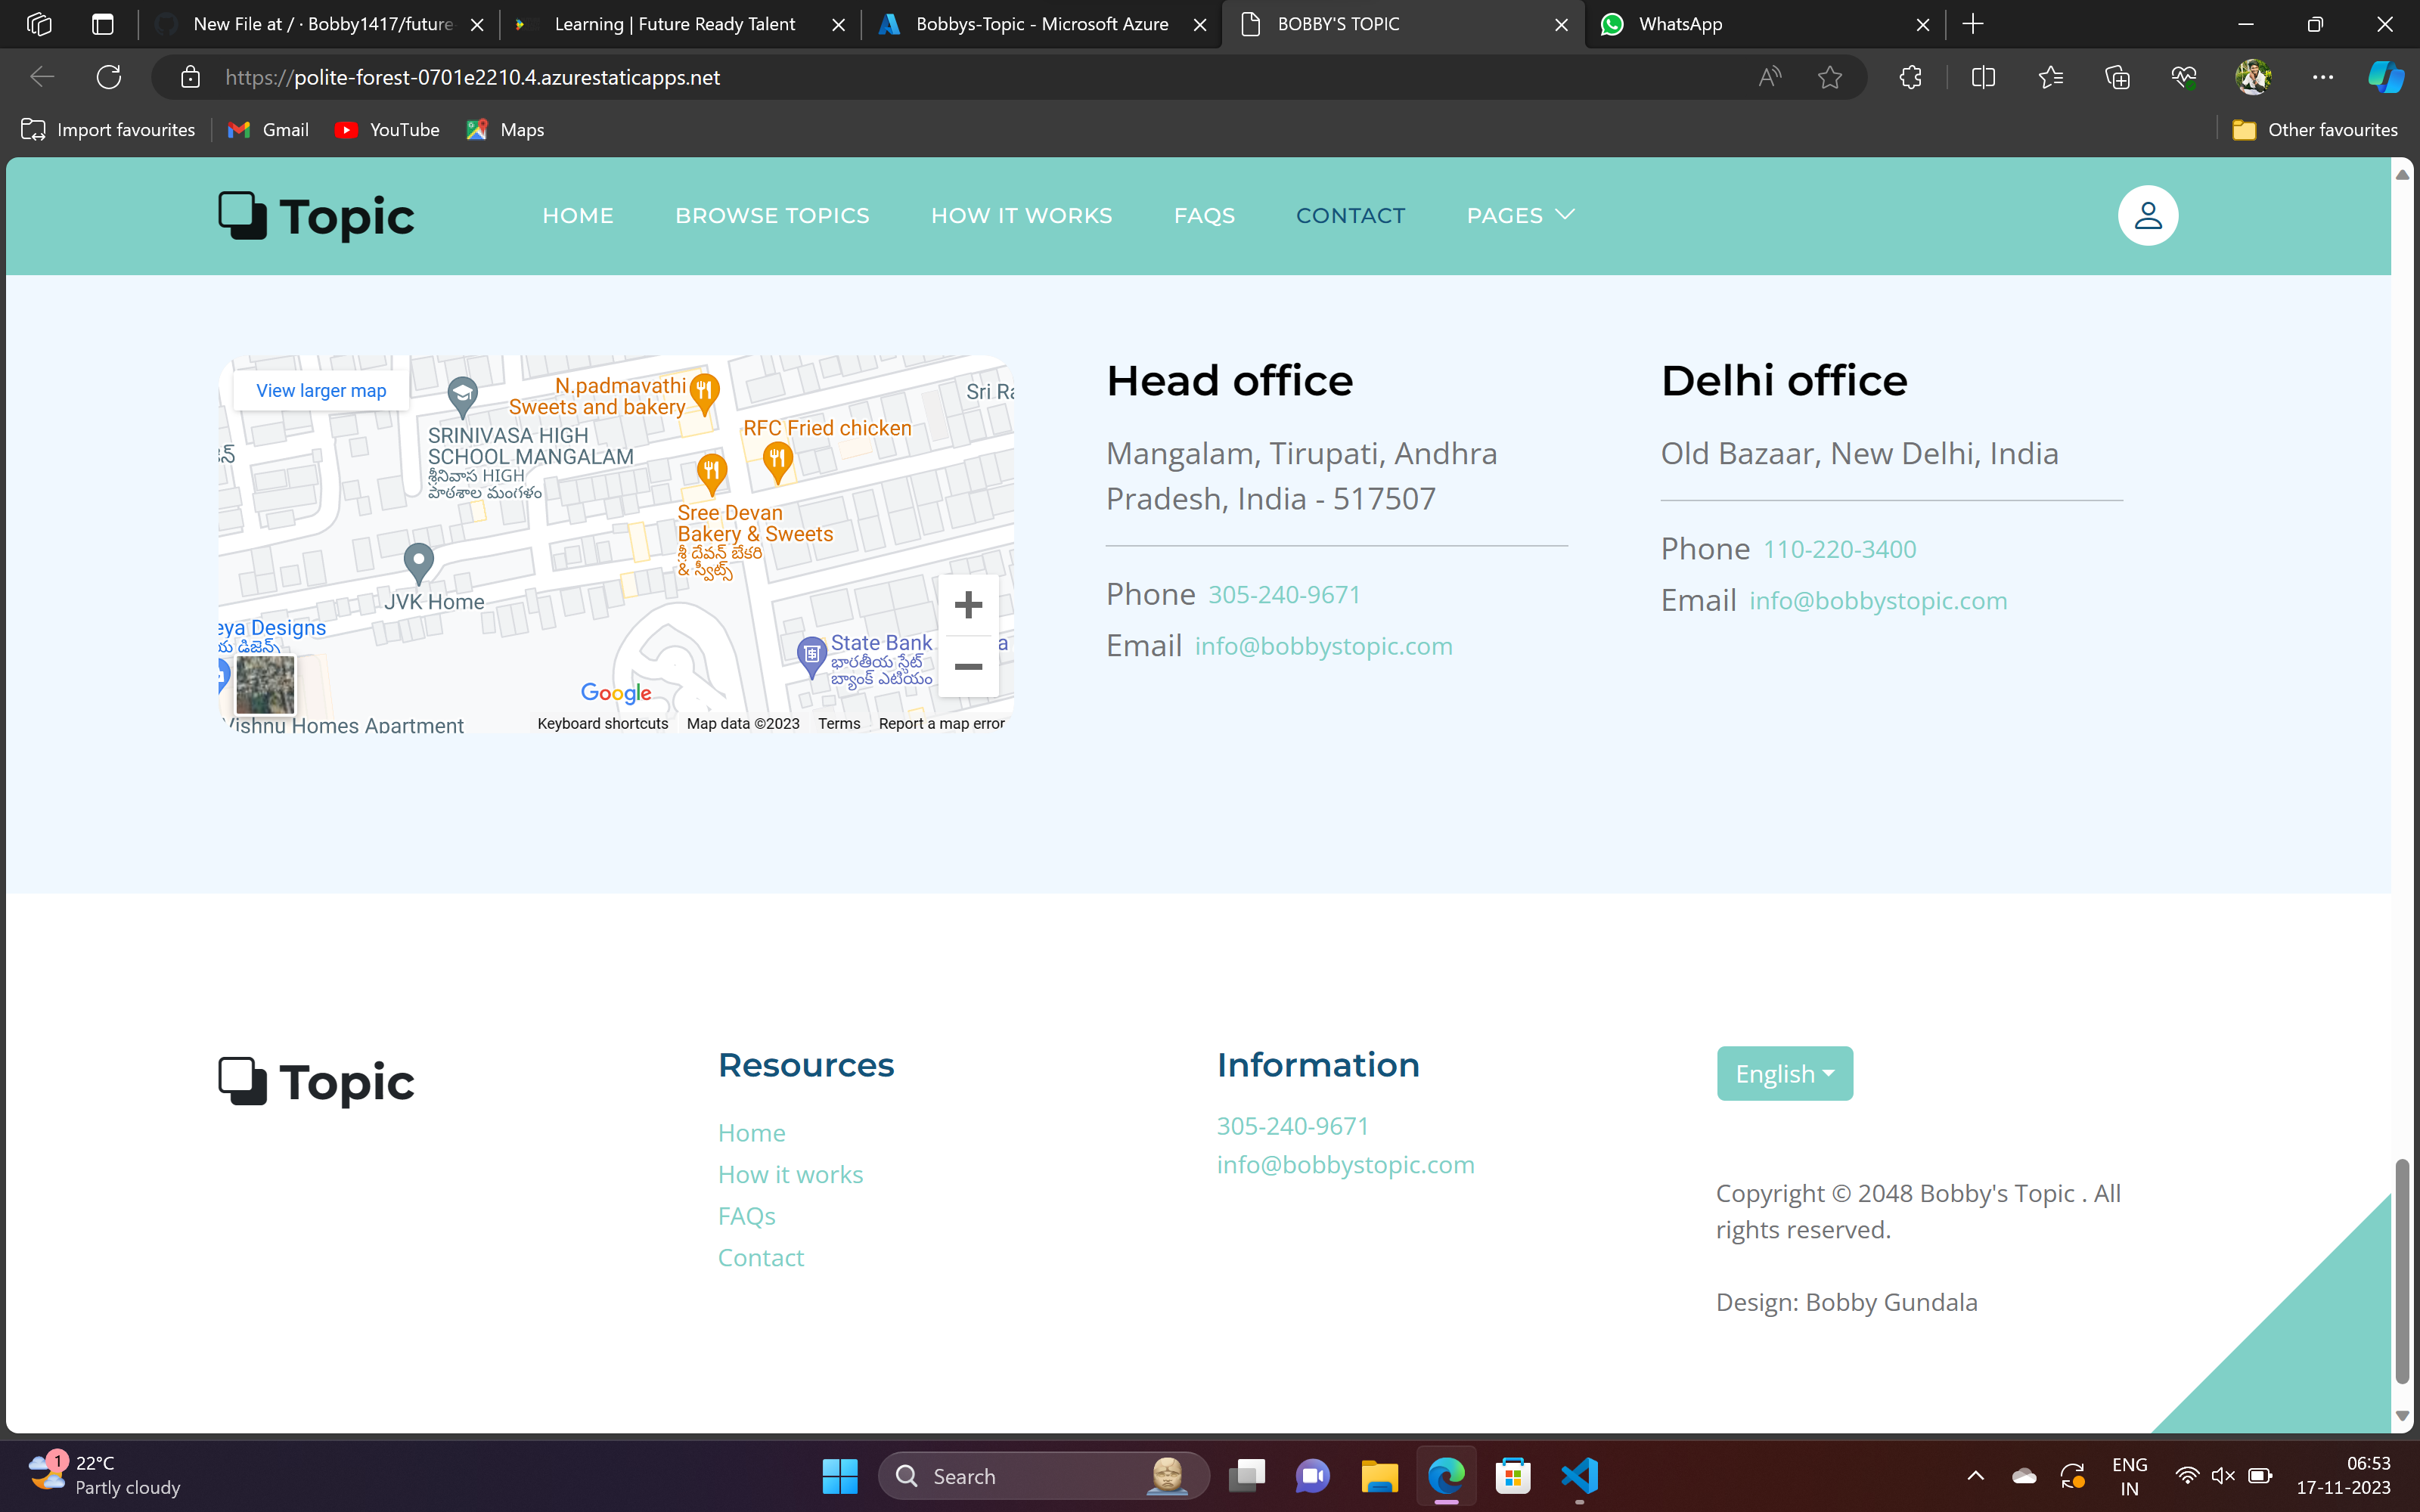 New File at / · Bobby1417/future
Learning | Future Ready Talent
Bobbys-Topic - Microsoft Azure
BOBBY'S TOPIC
WhatsApp
https://polite-forest-0701e2210.4.azurestaticapps.net
Import favourites
Gmail
YouTube
Maps
Other favourites
Topic
HOME
BROWSE TOPICS
HOW IT WORKS
FAQS
CONTACT
PAGES
View larger map
N.padmavathi
Sweets and bakery
Sri Ra
RFC Fried chicken
SRINIVASA HIGH
SCHOOL MANGALAM
శ్రీనివాస HIGH
పాఠశాల మంగళం
Sree Devan
Bakery & Sweets
శ్రీ దేవన్ బేకరి
& స్వీట్స్
JVK Home
eya Designs
య డిజైన్స్
State Bank
భారతీయ స్టేట్
బ్యాంక్ ఎటియం
Google
Vishnu Homes Apartment
Keyboard shortcuts
Map data ©2023
Terms
Report a map error
Head office
Mangalam, Tirupati, Andhra
Pradesh, India - 517507
Phone 305-240-9671
Email info@bobbystopic.com
Delhi office
Old Bazaar, New Delhi, India
Phone 110-220-3400
Email info@bobbystopic.com
Topic
Resources
Home
How it works
FAQs
Contact
Information
305-240-9671
info@bobbystopic.com
English
Copyright © 2048 Bobby's Topic . All
rights reserved.
Design: Bobby Gundala
1
22°C
Partly cloudy
Search
ENG
IN
06:53
17-11-2023